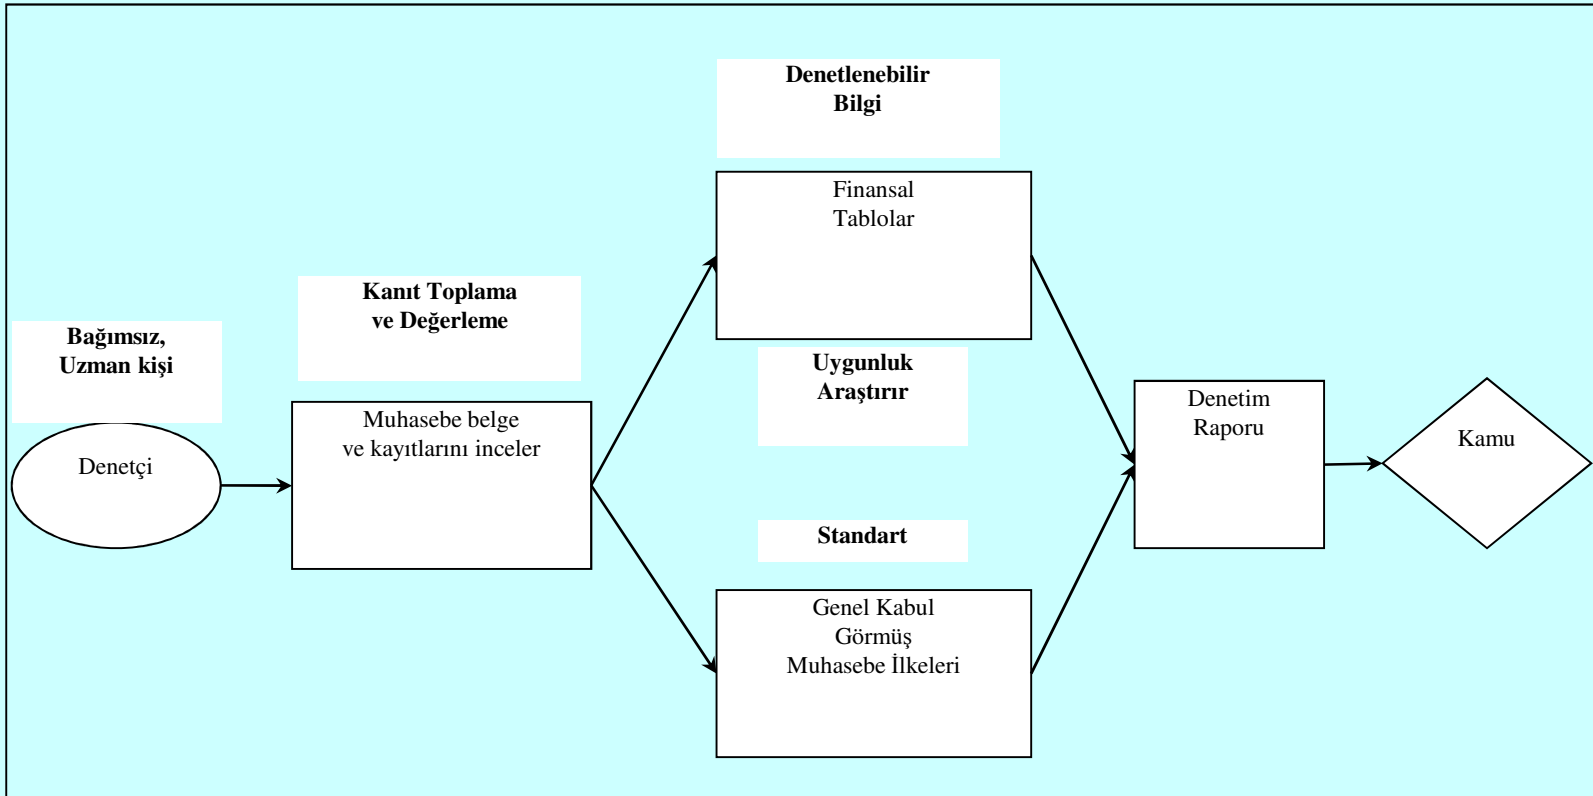 Bağımsız,
Uzman kişi
Denetçi
Kanıt Toplama
ve Değerleme
Muhasebe belge
ve kayıtlarını inceler
Denetlenebilir
Bilgi
Finansal
Tablolar
Uygunluk
Araştırır
Standart
Genel Kabul
Görmüş
Muhasebe İlkeleri
Denetim
Raporu
Kamu